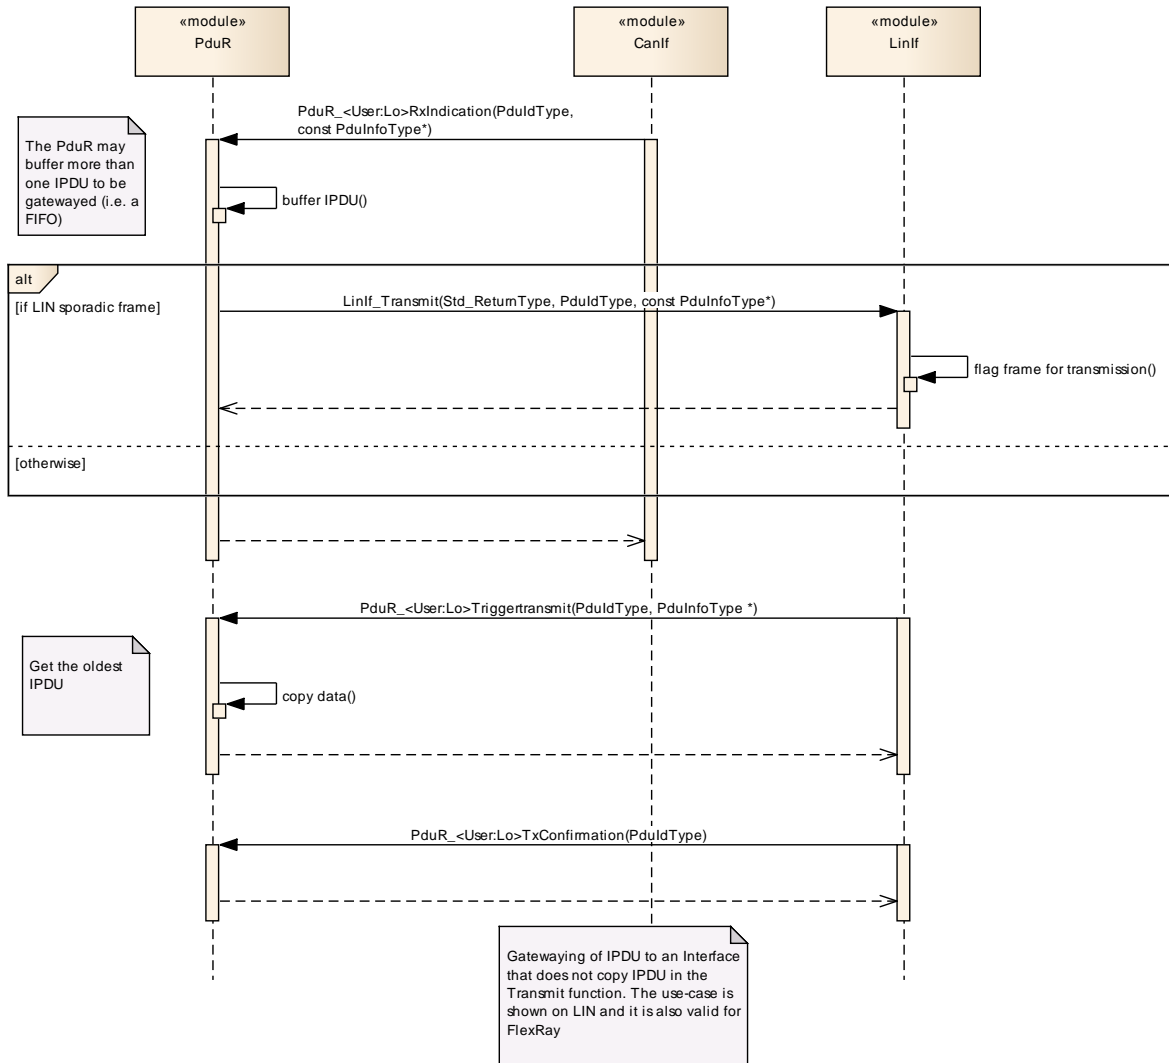 «module»
PduR
«module»
CanIf
«module»
LinIf
PduR_<User:Lo>RxIndication(PduIdType,
const PduInfoType*)
The PduR may
buffer more than
one IPDU to be
gatewayed (i.e. a
FIFO)
buffer IPDU()
alt
[if LIN sporadic frame]
LinIf_Transmit(Std_ReturnType, PduIdType, const PduInfoType*)
flag frame for transmission()
[otherwise]
PduR_<User:Lo>Triggertransmit(PduIdType, PduInfoType *)
Get the oldest
IPDU
copy data()
PduR_<User:Lo>TxConfirmation(PduIdType)
Gatewaying of IPDU to an Interface
that does not copy IPDU in the
Transmit function. The use-case is
shown on LIN and it is also valid for
FlexRay